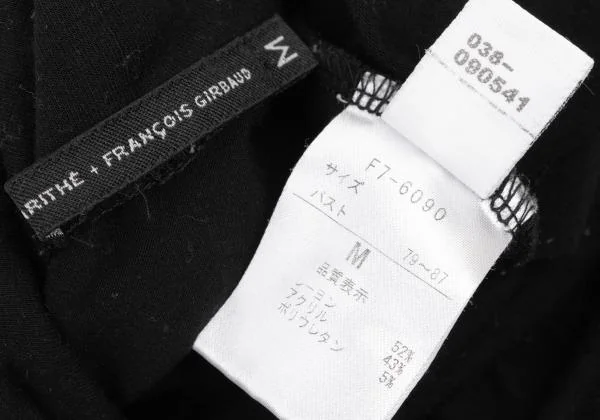 RITHÉ + FRANÇOIS GIRBAUD
M
038-
090541
F7-6090
サイズ
バスト 79〜87
M
品質表示
レーヨン 52%
アクリル 43%
ポリウレタン 5%